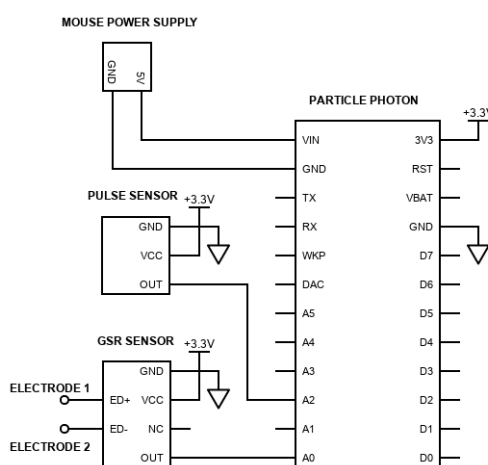 MOUSE POWER SUPPLY
GND
5V
PARTICLE PHOTON
+3.3V
VIN 3V3
GND RST
TX VBAT
RX GND
WKP D7
DAC D6
A5 D5
A4 D4
A3 D3
A2 D2
A1 D1
A0 D0
PULSE SENSOR +3.3V
GND
VCC
OUT
GSR SENSOR +3.3V
GND
ELECTRODE 1
ED+ VCC
ED- NC
ELECTRODE 2
OUT